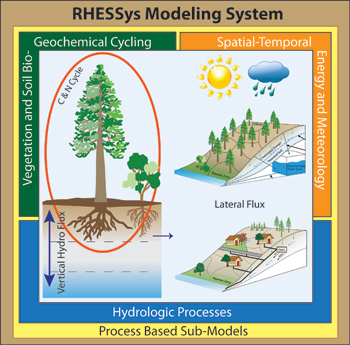 RHESSys Modeling System
Geochemical Cycling
Spatial-Temporal
Vegetation and Soil Bio-
Energy and Meteorology
C & N Cycle
Lateral Flux
Vertical Hydro Flux
Hydrologic Processes
Process Based Sub-Models